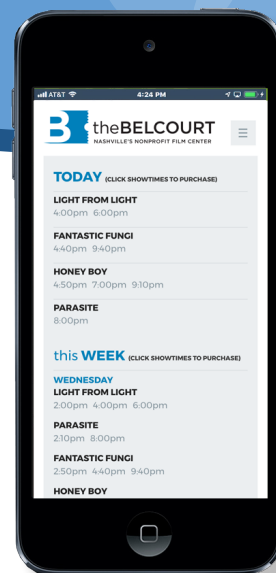 AT&T 4:24 PM
B theBELCOURT
NASHVILLE'S NONPROFIT FILM CENTER
TODAY (CLICK SHOWTIMES TO PURCHASE)
LIGHT FROM LIGHT
4:00pm 6:00pm
FANTASTIC FUNGI
4:40pm 9:40pm
HONEY BOY
4:50pm 7:00pm 9:10pm
PARASITE
8:00pm
this WEEK (CLICK SHOWTIMES TO PURCHASE)
WEDNESDAY
LIGHT FROM LIGHT
2:00pm 4:00pm 6:00pm
PARASITE
2:10pm 8:00pm
FANTASTIC FUNGI
2:50pm 4:40pm 9:40pm
HONEY BOY